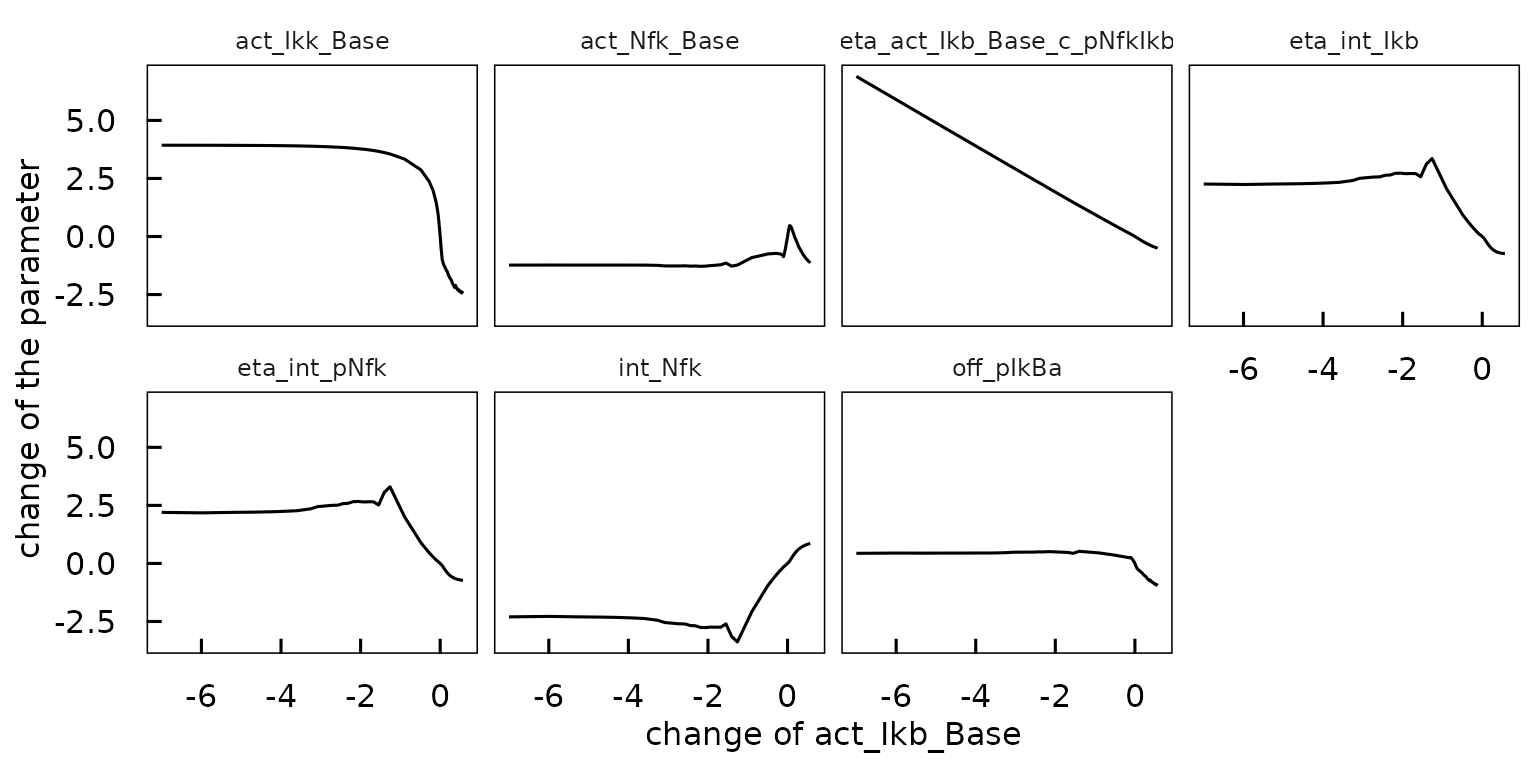 act_Ikk_Base
act_Nfk_Base
eta_act_Ikb_Base_c_pNfkIkb
eta_int_Ikb
5.0
2.5
0.0
-2.5
-6 -4 -2 0
change of the parameter
eta_int_pNfk
int_Nfk
off_pIkBa
5.0
2.5
0.0
-2.5
-6 -4 -2 0
-6 -4 -2 0
-6 -4 -2 0
change of act_Ikb_Base